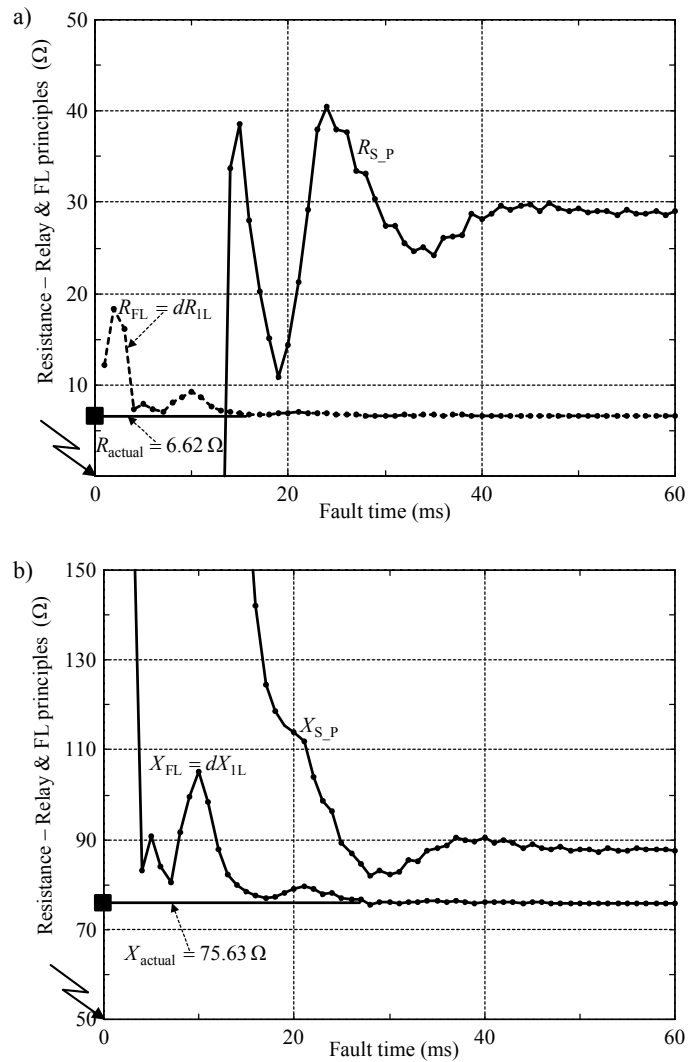 a)
50
40
30
20
10
0
20
40
60
Resistance – Relay & FL principles (Ω)
R_S_P
R_FL = dR_1L
R_actual = 6.62 Ω
Fault time (ms)
b)
150
130
110
90
70
50
0
20
40
60
Resistance – Relay & FL principles (Ω)
X_S_P
X_FL = dX_1L
X_actual = 75.63 Ω
Fault time (ms)